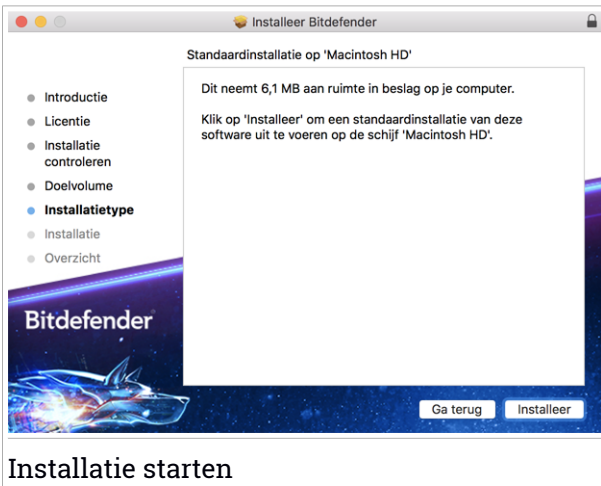 Installeer Bitdefender
Standaardinstallatie op 'Macintosh HD'
Introductie
Licentie
Installatie
controleren
Doelvolume
Installatietype
Installatie
Overzicht
Dit neemt 6,1 MB aan ruimte in beslag op je computer.
Klik op 'Installeer' om een standaardinstallatie van deze
software uit te voeren op de schijf 'Macintosh HD'.
Bitdefender
Ga terug
Installeer
Installatie starten